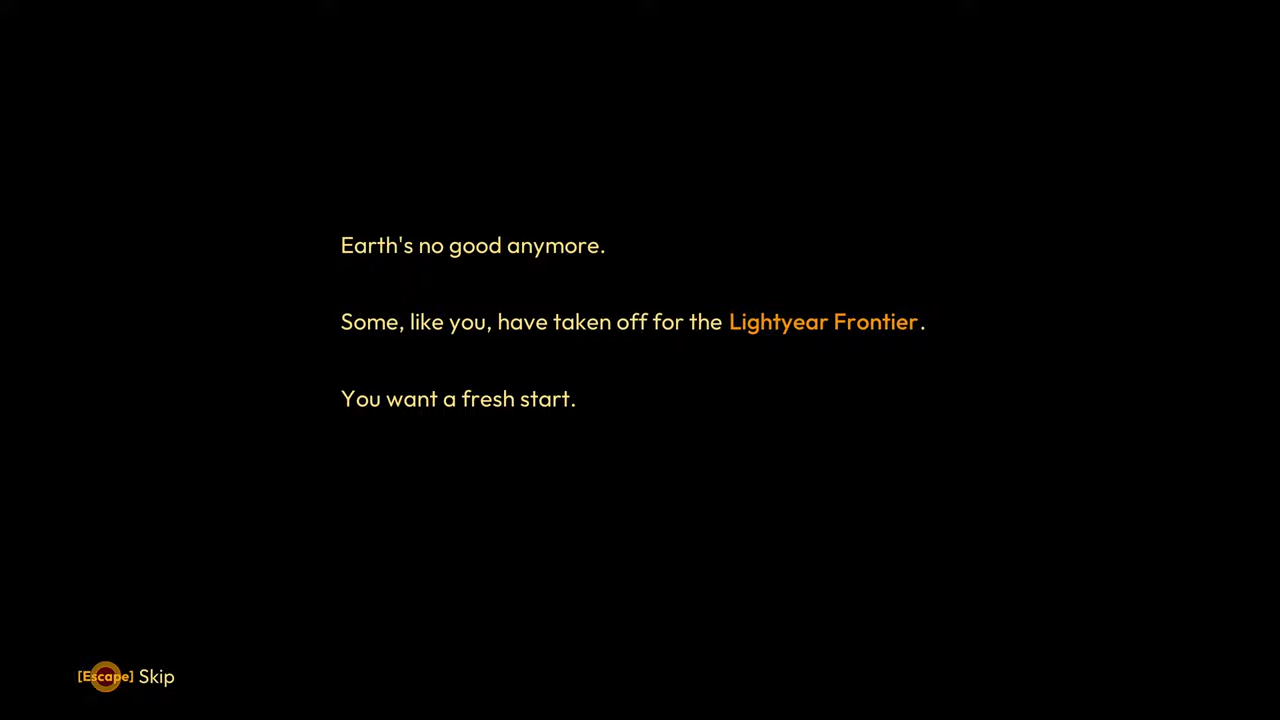 Earth's no good anymore.
Some, like you, have taken off for the Lightyear Frontier.
You want a fresh start.
[Escape] Skip